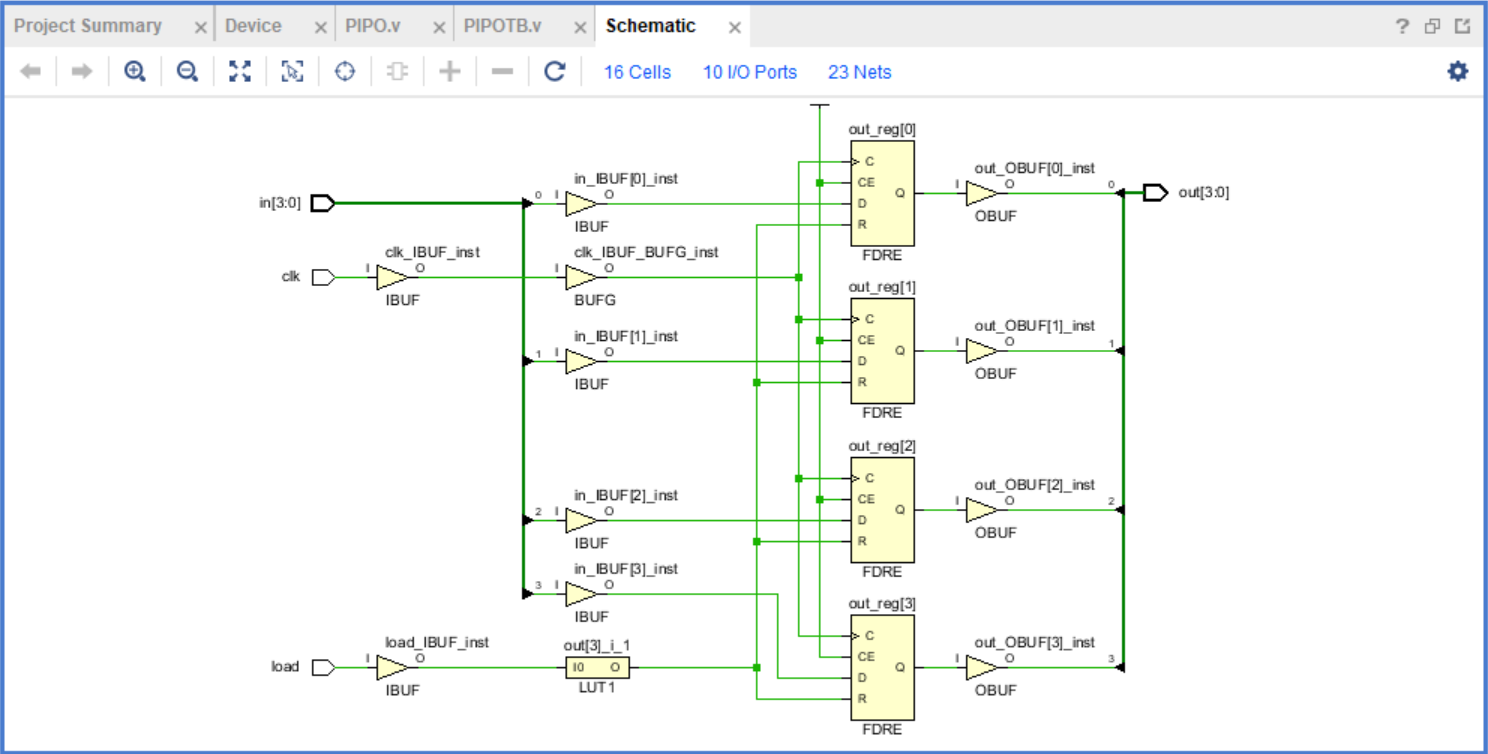 Project Summary × Device × PIPO.v × PIPOTB.v × Schematic × ?
16 Cells 10 I/O Ports 23 Nets
out_reg[0]
C
CE
D
R
Q
FDRE
in[3:0]
0 I in_IBUF[0]_inst O
IBUF
I out_OBUF[0]_inst O 0
OBUF
out[3:0]
clk
I clk_IBUF_inst O
IBUF
I clk_IBUF_BUFG_inst O
BUFG
out_reg[1]
C
CE
D
R
Q
FDRE
1 I in_IBUF[1]_inst O
IBUF
I out_OBUF[1]_inst O 1
OBUF
out_reg[2]
C
CE
D
R
Q
FDRE
2 I in_IBUF[2]_inst O
IBUF
I out_OBUF[2]_inst O 2
OBUF
3 I in_IBUF[3]_inst O
IBUF
out_reg[3]
C
CE
D
R
Q
FDRE
load
I load_IBUF_inst O
IBUF
out[3]_i_1
I0 O
LUT1
I out_OBUF[3]_inst O 3
OBUF